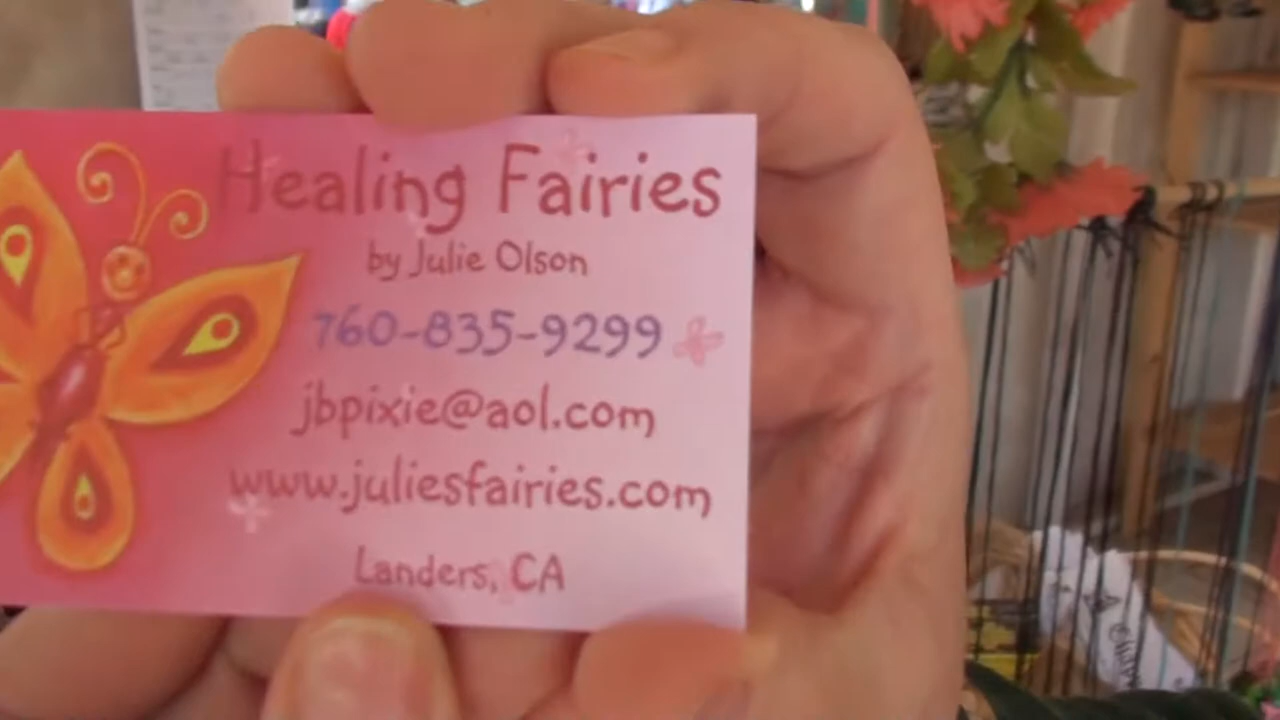 Healing Fairies
by Julie Olson
760-835-9299
jbpixie@aol.com
www.juliesfairies.com
Landers, CA